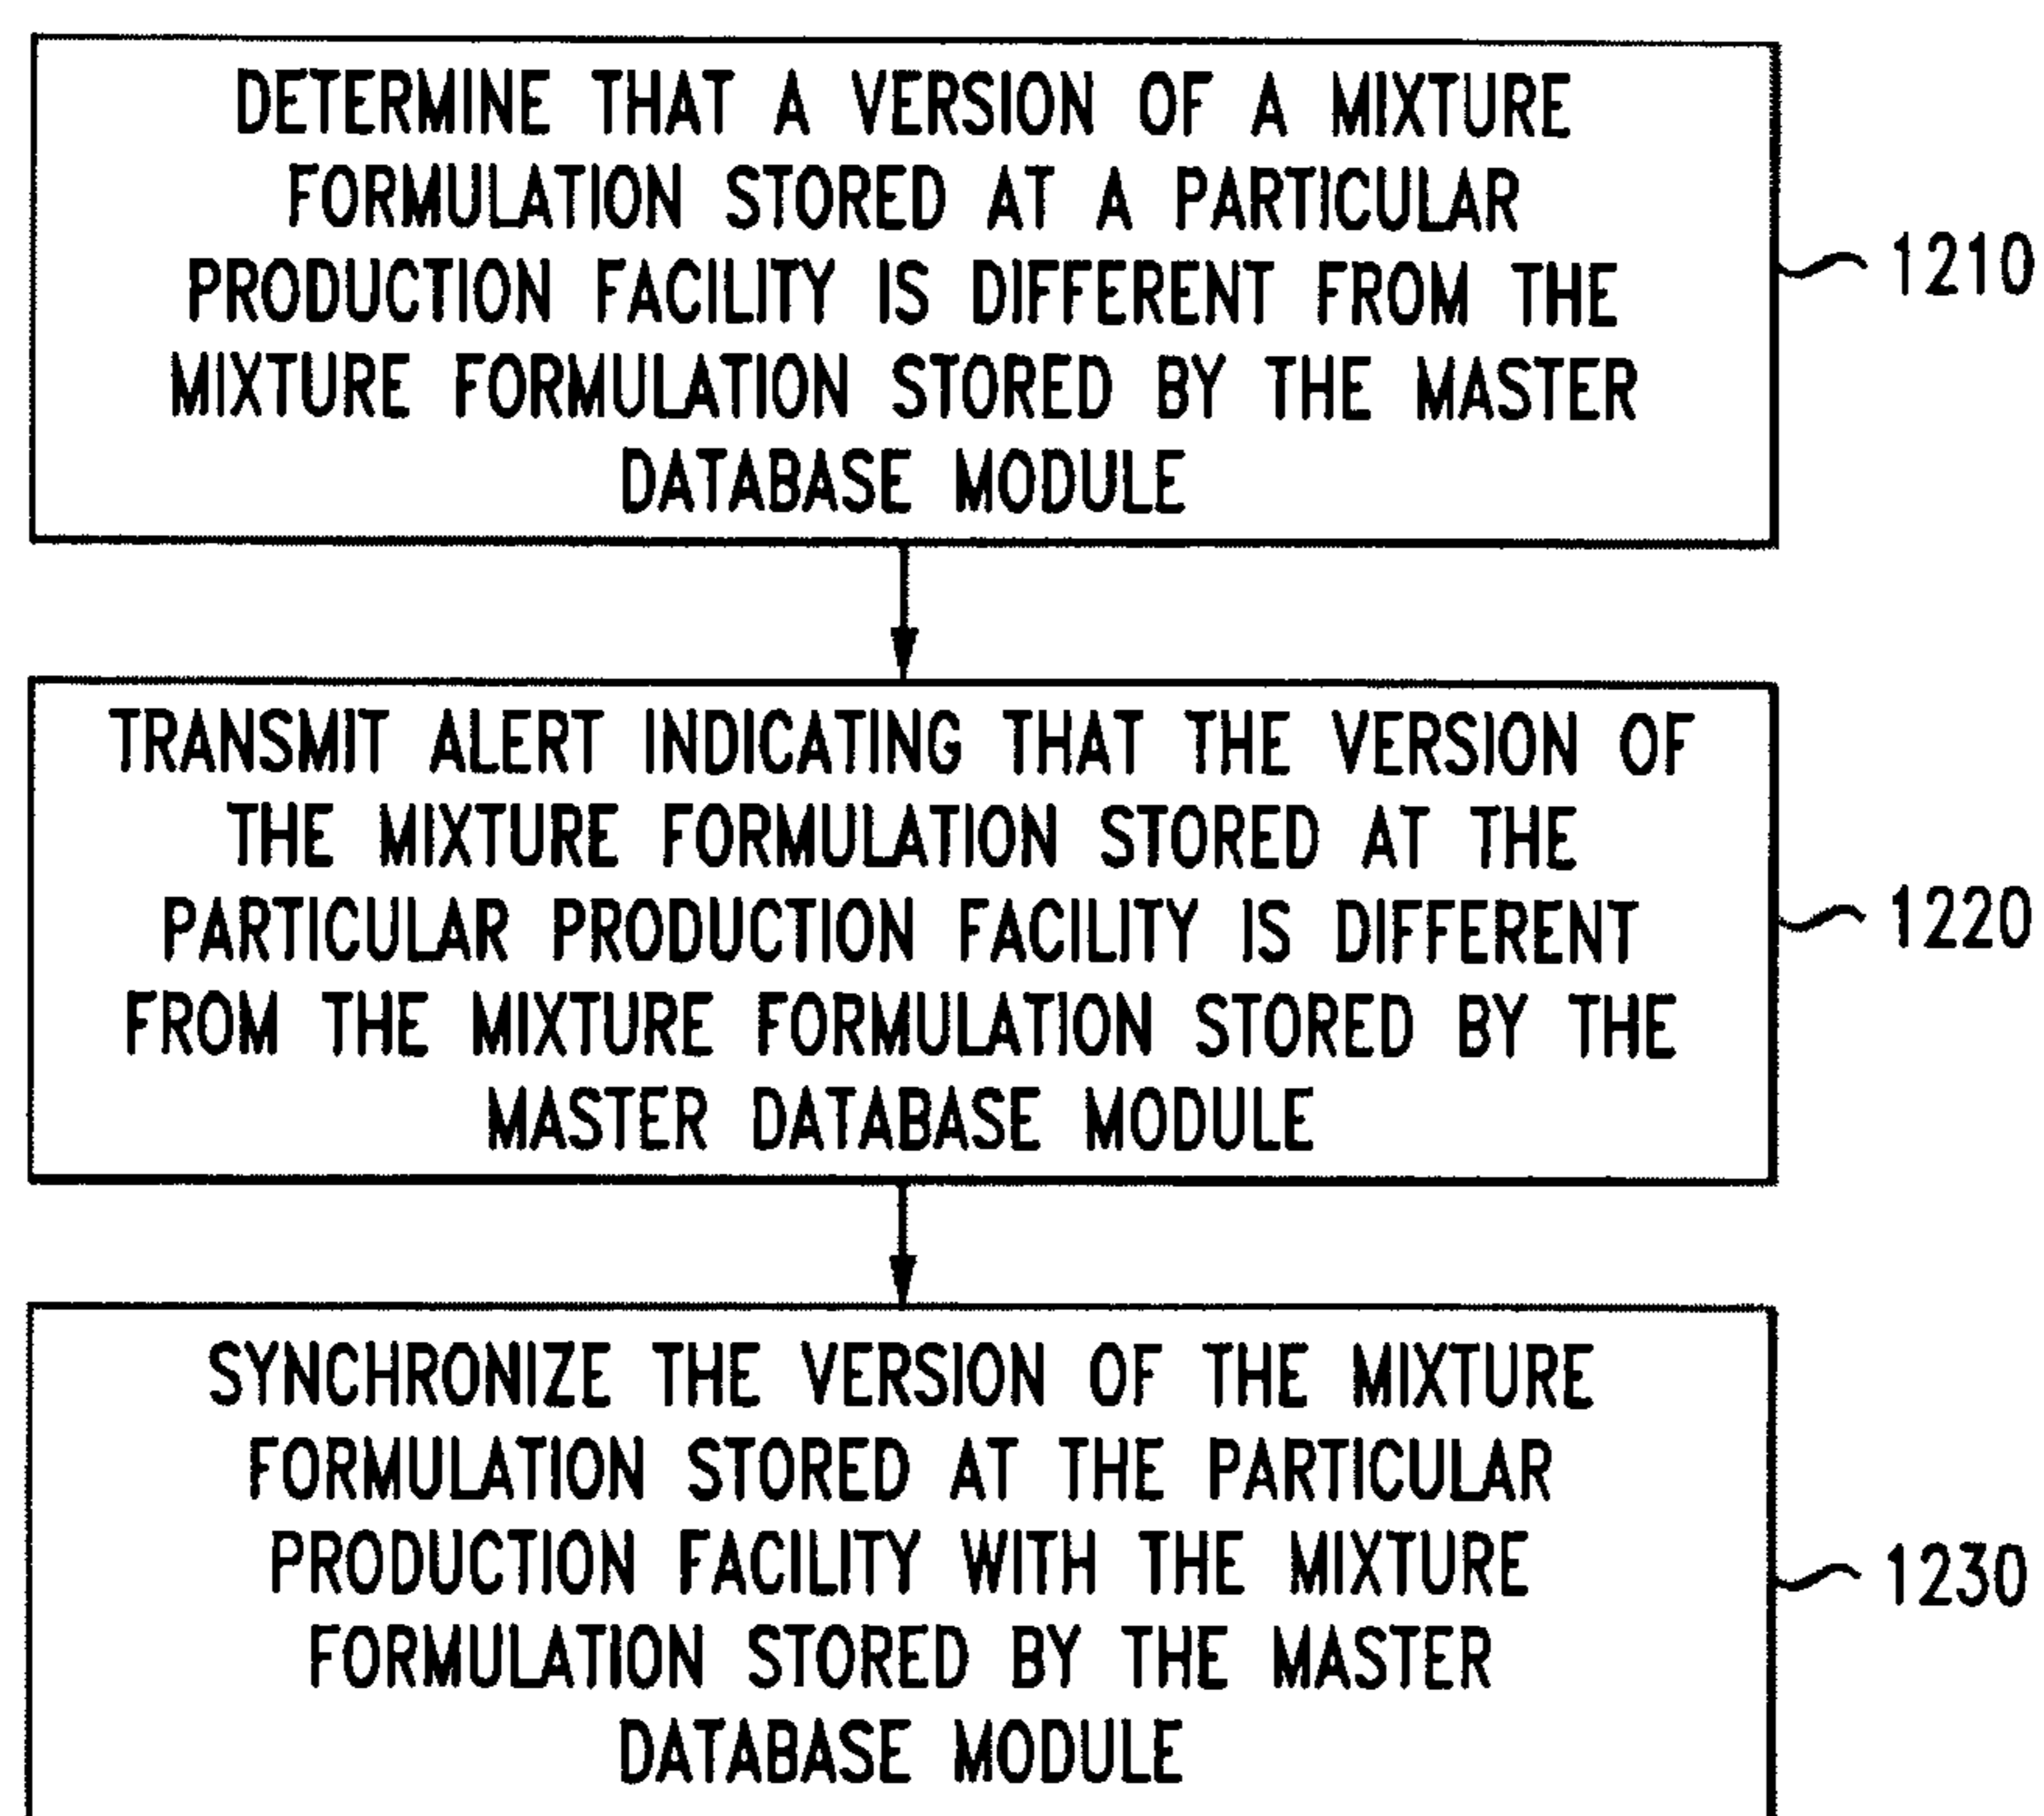 DETERMINE THAT A VERSION OF A MIXTURE
FORMULATION STORED AT A PARTICULAR
PRODUCTION FACILITY IS DIFFERENT FROM THE
MIXTURE FORMULATION STORED BY THE MASTER
DATABASE MODULE
1210
TRANSMIT ALERT INDICATING THAT THE VERSION OF
THE MIXTURE FORMULATION STORED AT THE
PARTICULAR PRODUCTION FACILITY IS DIFFERENT
FROM THE MIXTURE FORMULATION STORED BY THE
MASTER DATABASE MODULE
1220
SYNCHRONIZE THE VERSION OF THE MIXTURE
FORMULATION STORED AT THE PARTICULAR
PRODUCTION FACILITY WITH THE MIXTURE
FORMULATION STORED BY THE MASTER
DATABASE MODULE
1230